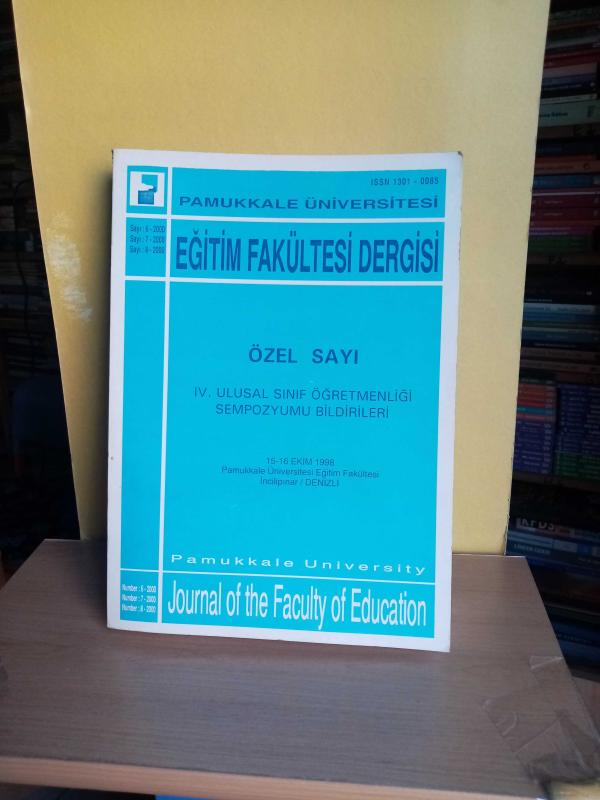 ISSN 1301 - 0085
PAMUKKALE ÜNİVERSİTESİ
Sayı : 6 - 2000
Sayı : 7 - 2000
Sayı : 8 - 2000
EĞİTİM FAKÜLTESİ DERGİSİ
ÖZEL SAYI
IV. ULUSAL SINIF ÖĞRETMENLİĞİ
SEMPOZYUMU BİLDİRİLERİ
15-16 EKİM 1998
Pamukkale Üniversitesi Eğitim Fakültesi
İncilipınar / DENİZLİ
Pamukkale University
Number : 6 - 2000
Number : 7 - 2000
Number : 8 - 2000
Journal of the Faculty of Education
KPDS